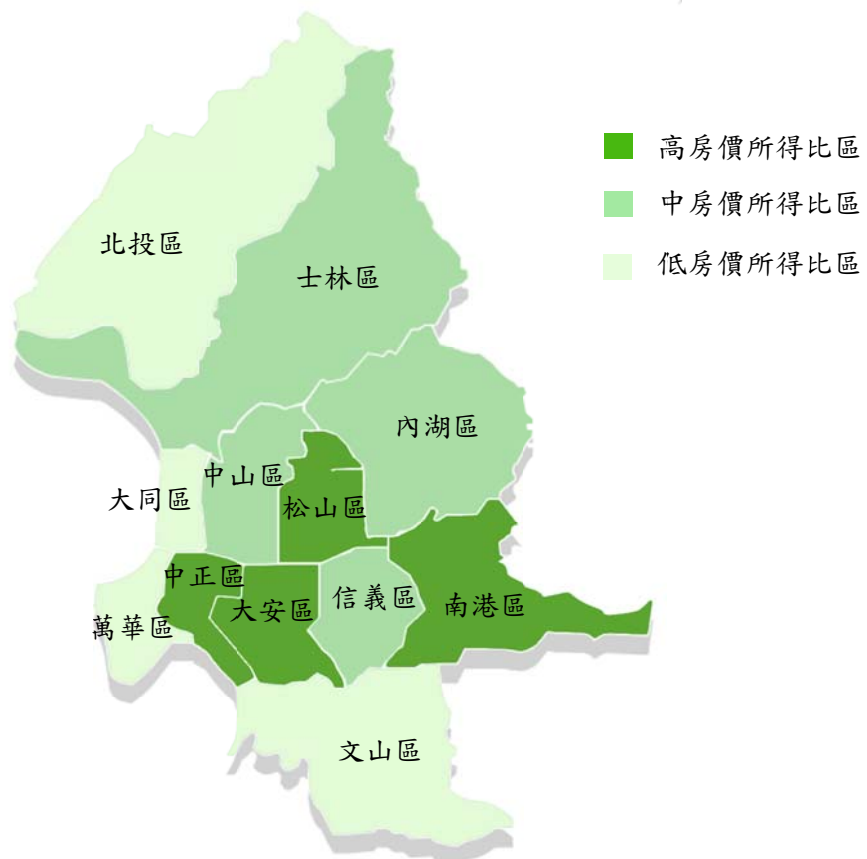 高房價所得比區
中房價所得比區
低房價所得比區
北投區
士林區
內湖區
中山區
大同區
松山區
中正區
大安區
信義區
南港區
萬華區
文山區